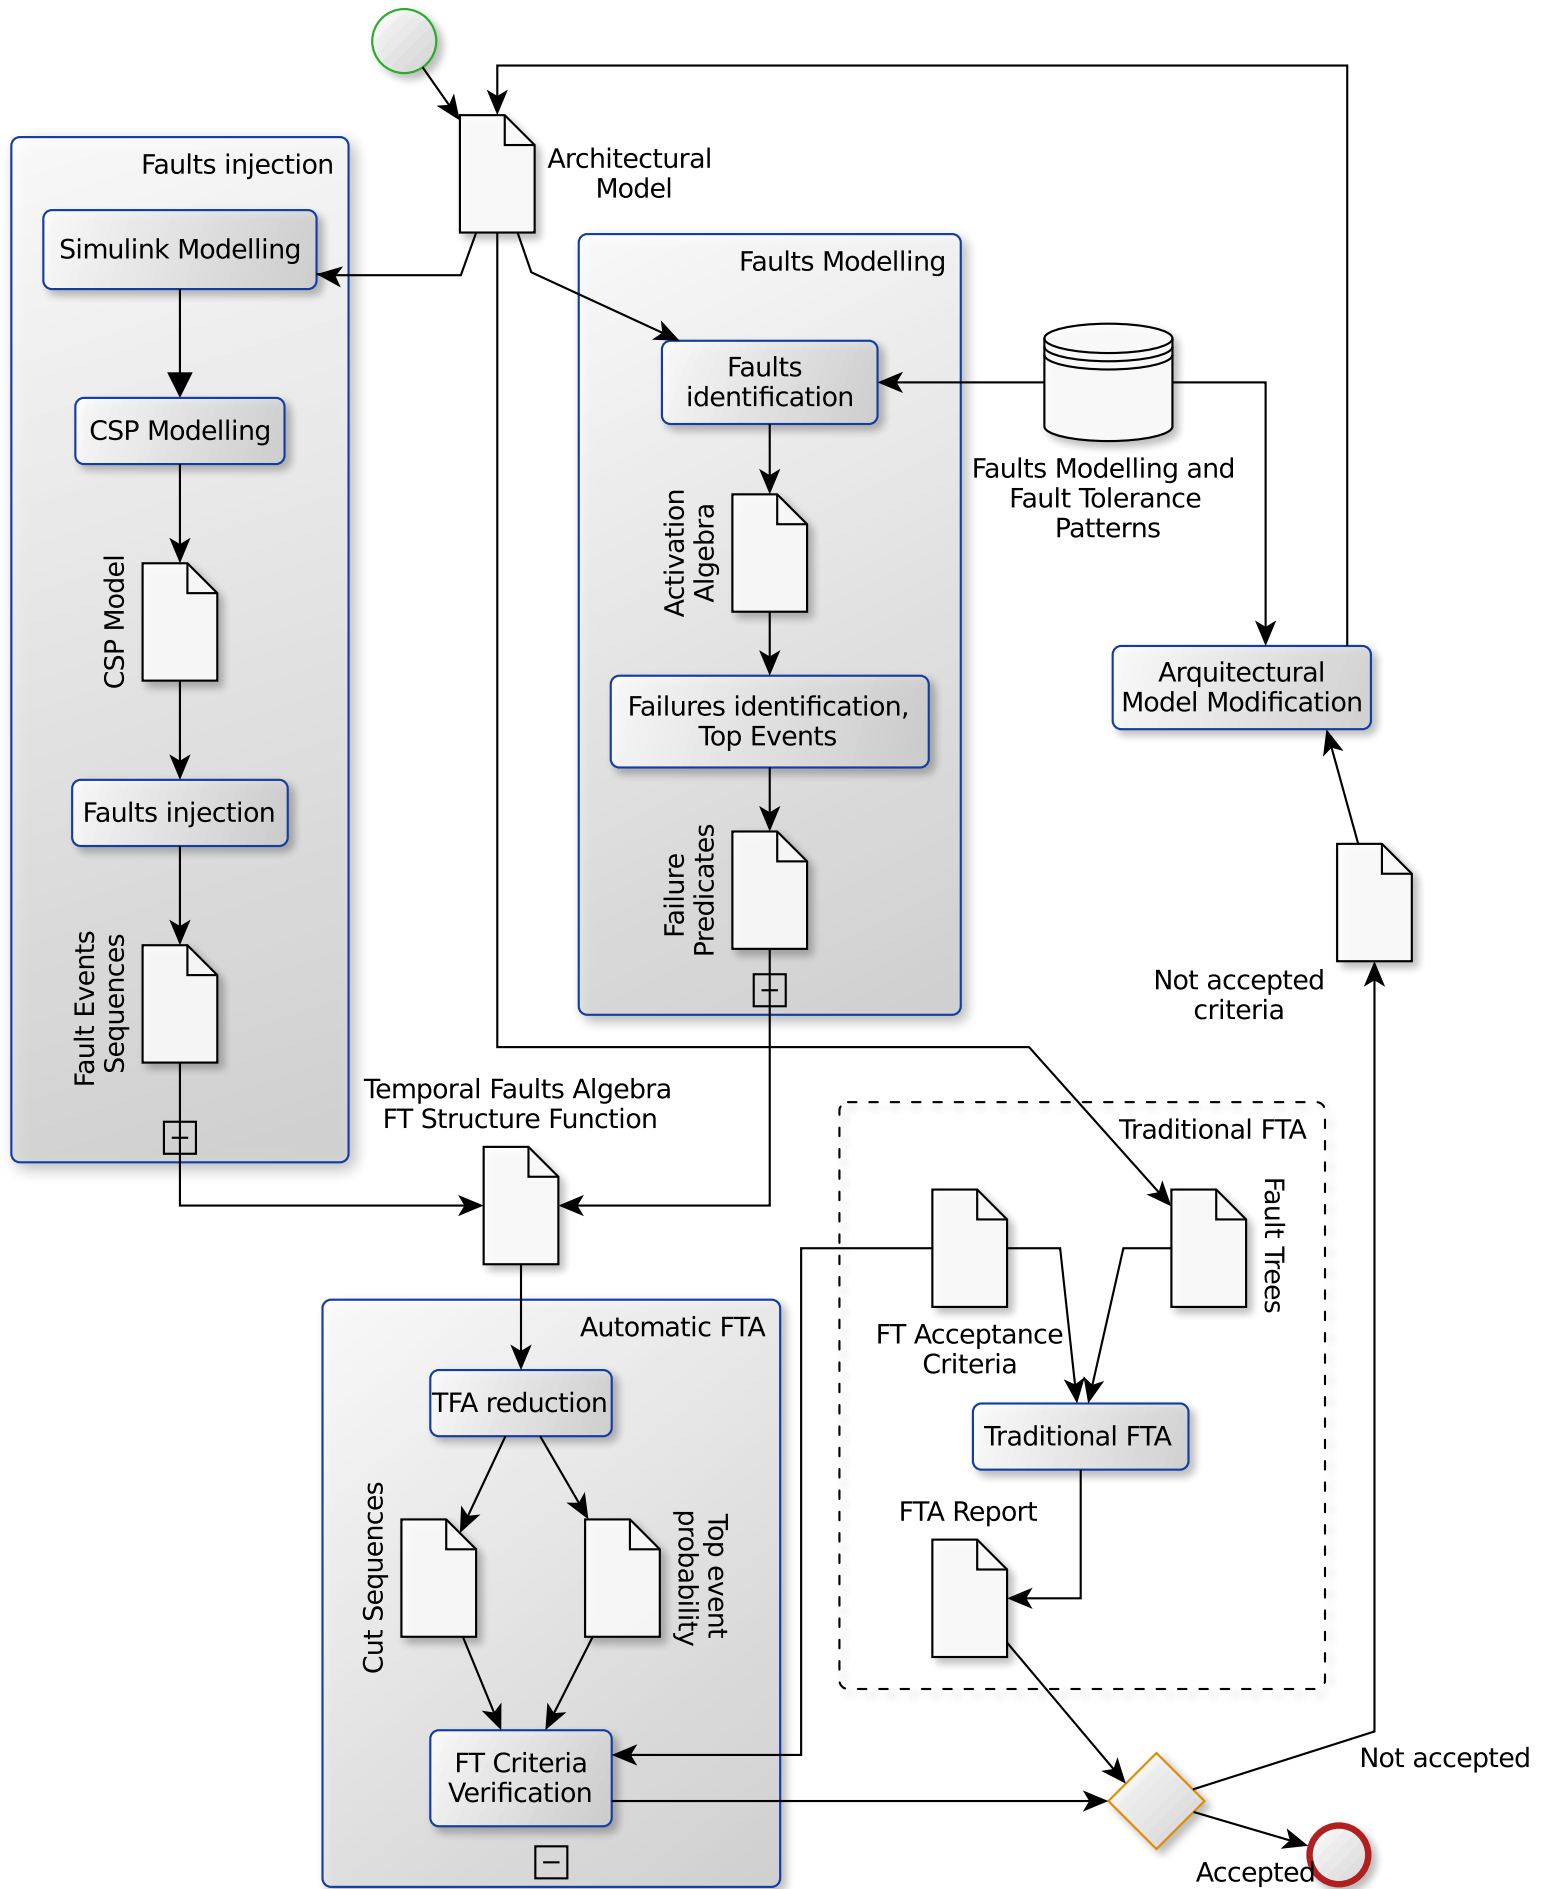 Architectural
Model
Faults injection
Simulink Modelling
CSP Modelling
CSP Model
Faults injection
Fault Events
Sequences
Faults Modelling
Faults
identification
Activation
Algebra
Failures identification,
Top Events
Failure
Predicates
Faults Modelling and
Fault Tolerance
Patterns
Arquitectural
Model Modification
Not accepted
criteria
Temporal Faults Algebra
FT Structure Function
Traditional FTA
Fault Trees
FT Acceptance
Criteria
Traditional FTA
FTA Report
Automatic FTA
TFA reduction
Cut Sequences
Top event
probability
FT Criteria
Verification
Not accepted
Accepted